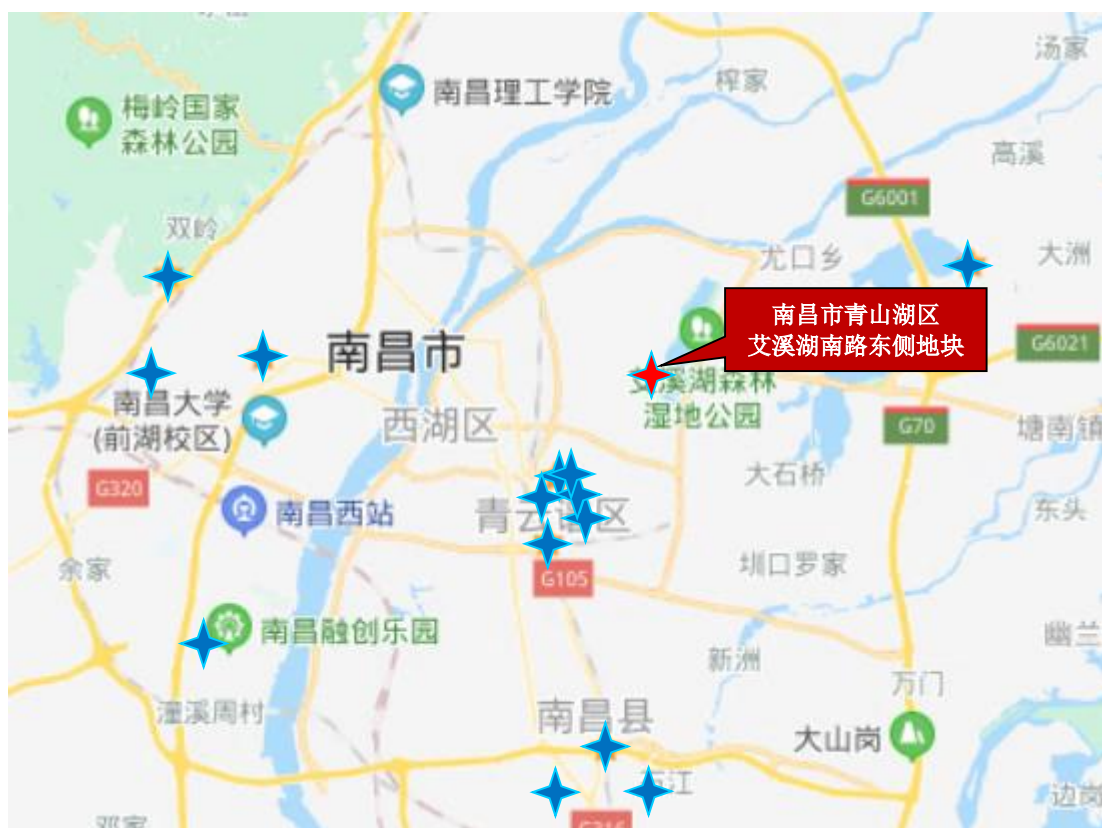 汤家
榨家
南昌理工学院
梅岭国家
森林公园
高溪
G6001
双岭
尤口乡
大洲
南昌市青山湖区
艾溪湖南路东侧地块
南昌市
G6021
艾溪湖森林
湿地公园
南昌大学
(前湖校区)
西湖区
G70
塘南镇
大石桥
G320
南昌西站
青云谱区
东头
余家
G105
圳口罗家
南昌融创乐园
幽兰
新洲
万门
潼溪周村
南昌县
大山岗
边岗
G316